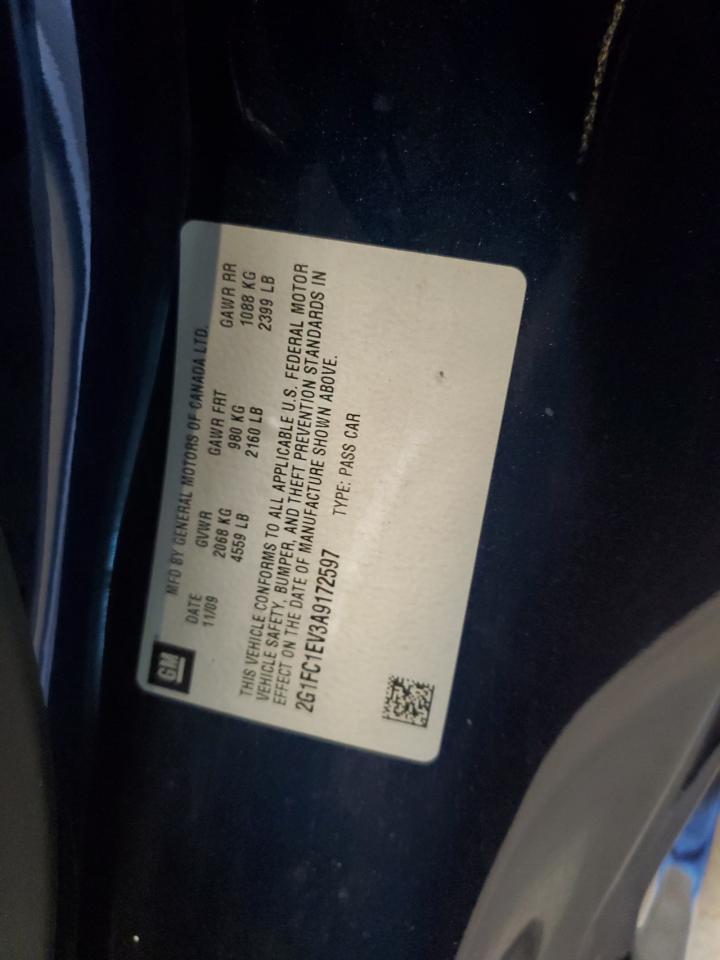 GM
MFD BY GENERAL MOTORS OF CANADA LTD.
DATE GVWR GAWR FRT GAWR RR
11/09 2068 KG 980 KG 1088 KG
4559 LB 2160 LB 2399 LB
THIS VEHICLE CONFORMS TO ALL APPLICABLE U.S. FEDERAL MOTOR
VEHICLE SAFETY, BUMPER, AND THEFT PREVENTION STANDARDS IN
EFFECT ON THE DATE OF MANUFACTURE SHOWN ABOVE.
2G1FC1EV3A9172597 TYPE: PASS CAR